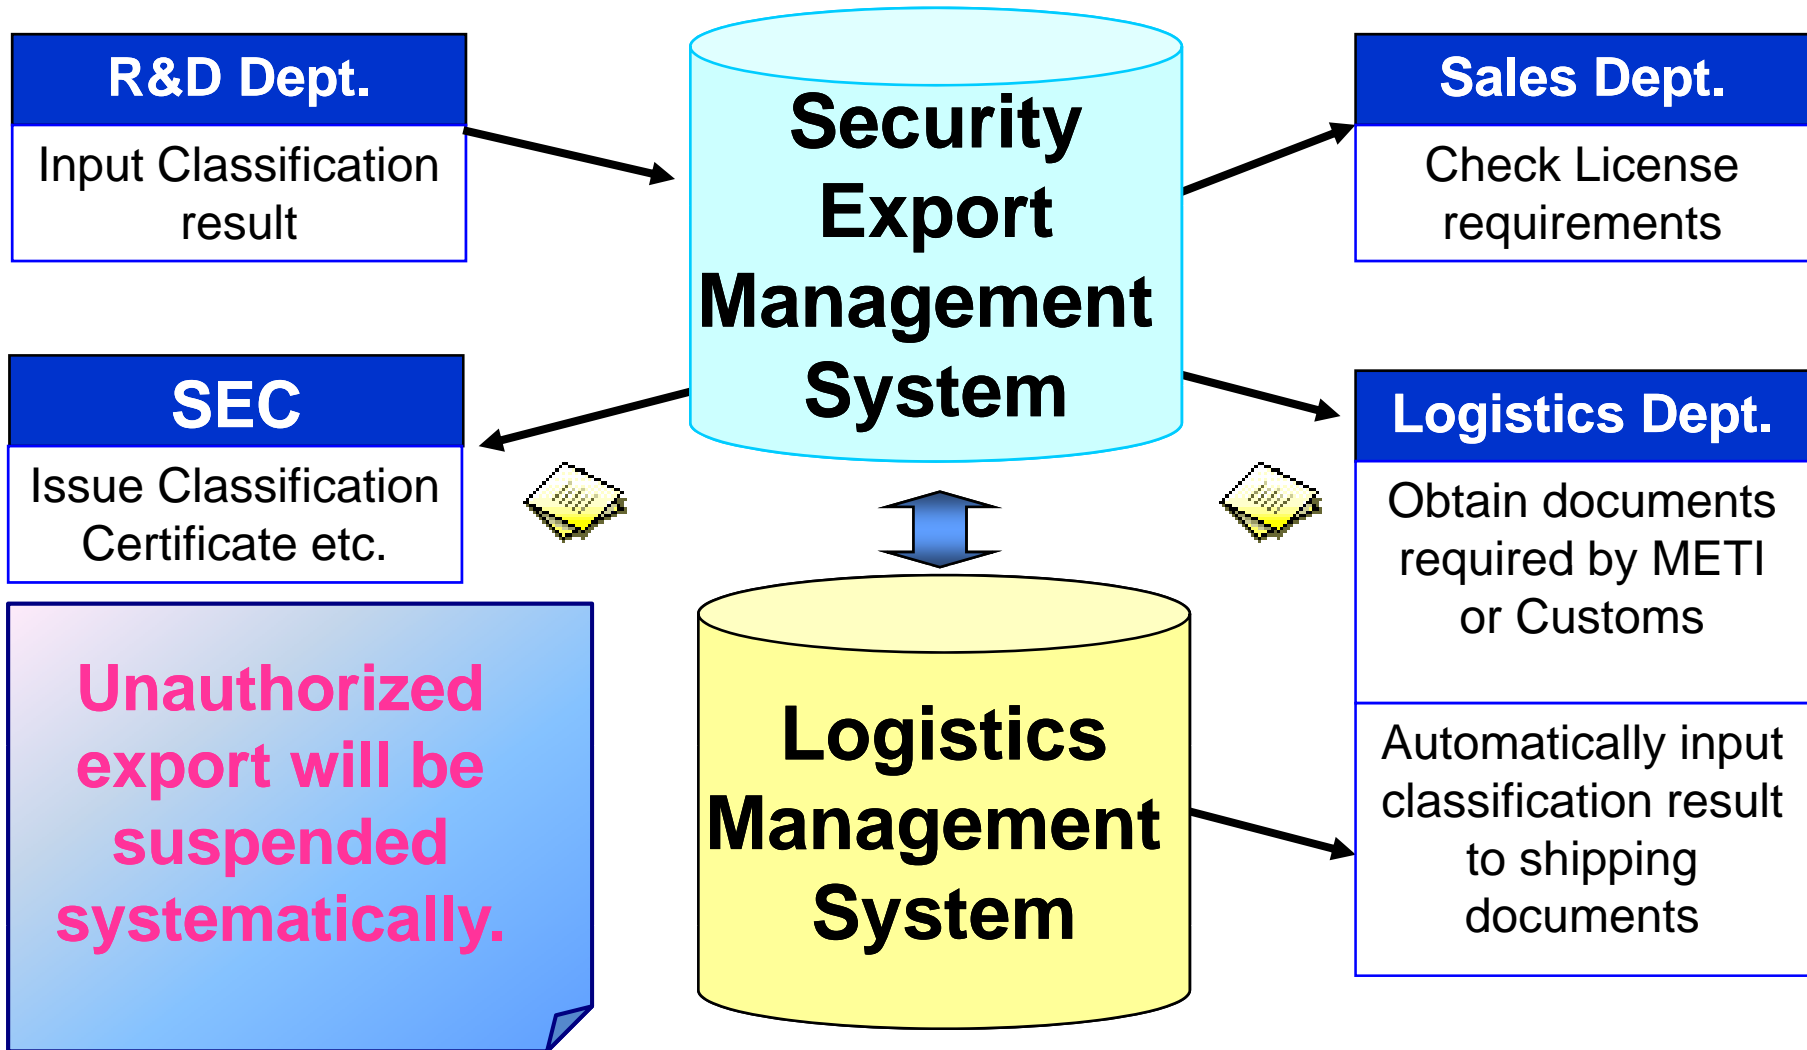 R&D Dept.
Input Classification
result
Security
Export
Management
System
Sales Dept.
Check License
requirements
SEC
Issue Classification
Certificate etc.
Logistics Dept.
Obtain documents
required by METI
or Customs
Automatically input
classification result
to shipping
documents
Unauthorized
export will be
suspended
systematically.
Logistics
Management
System